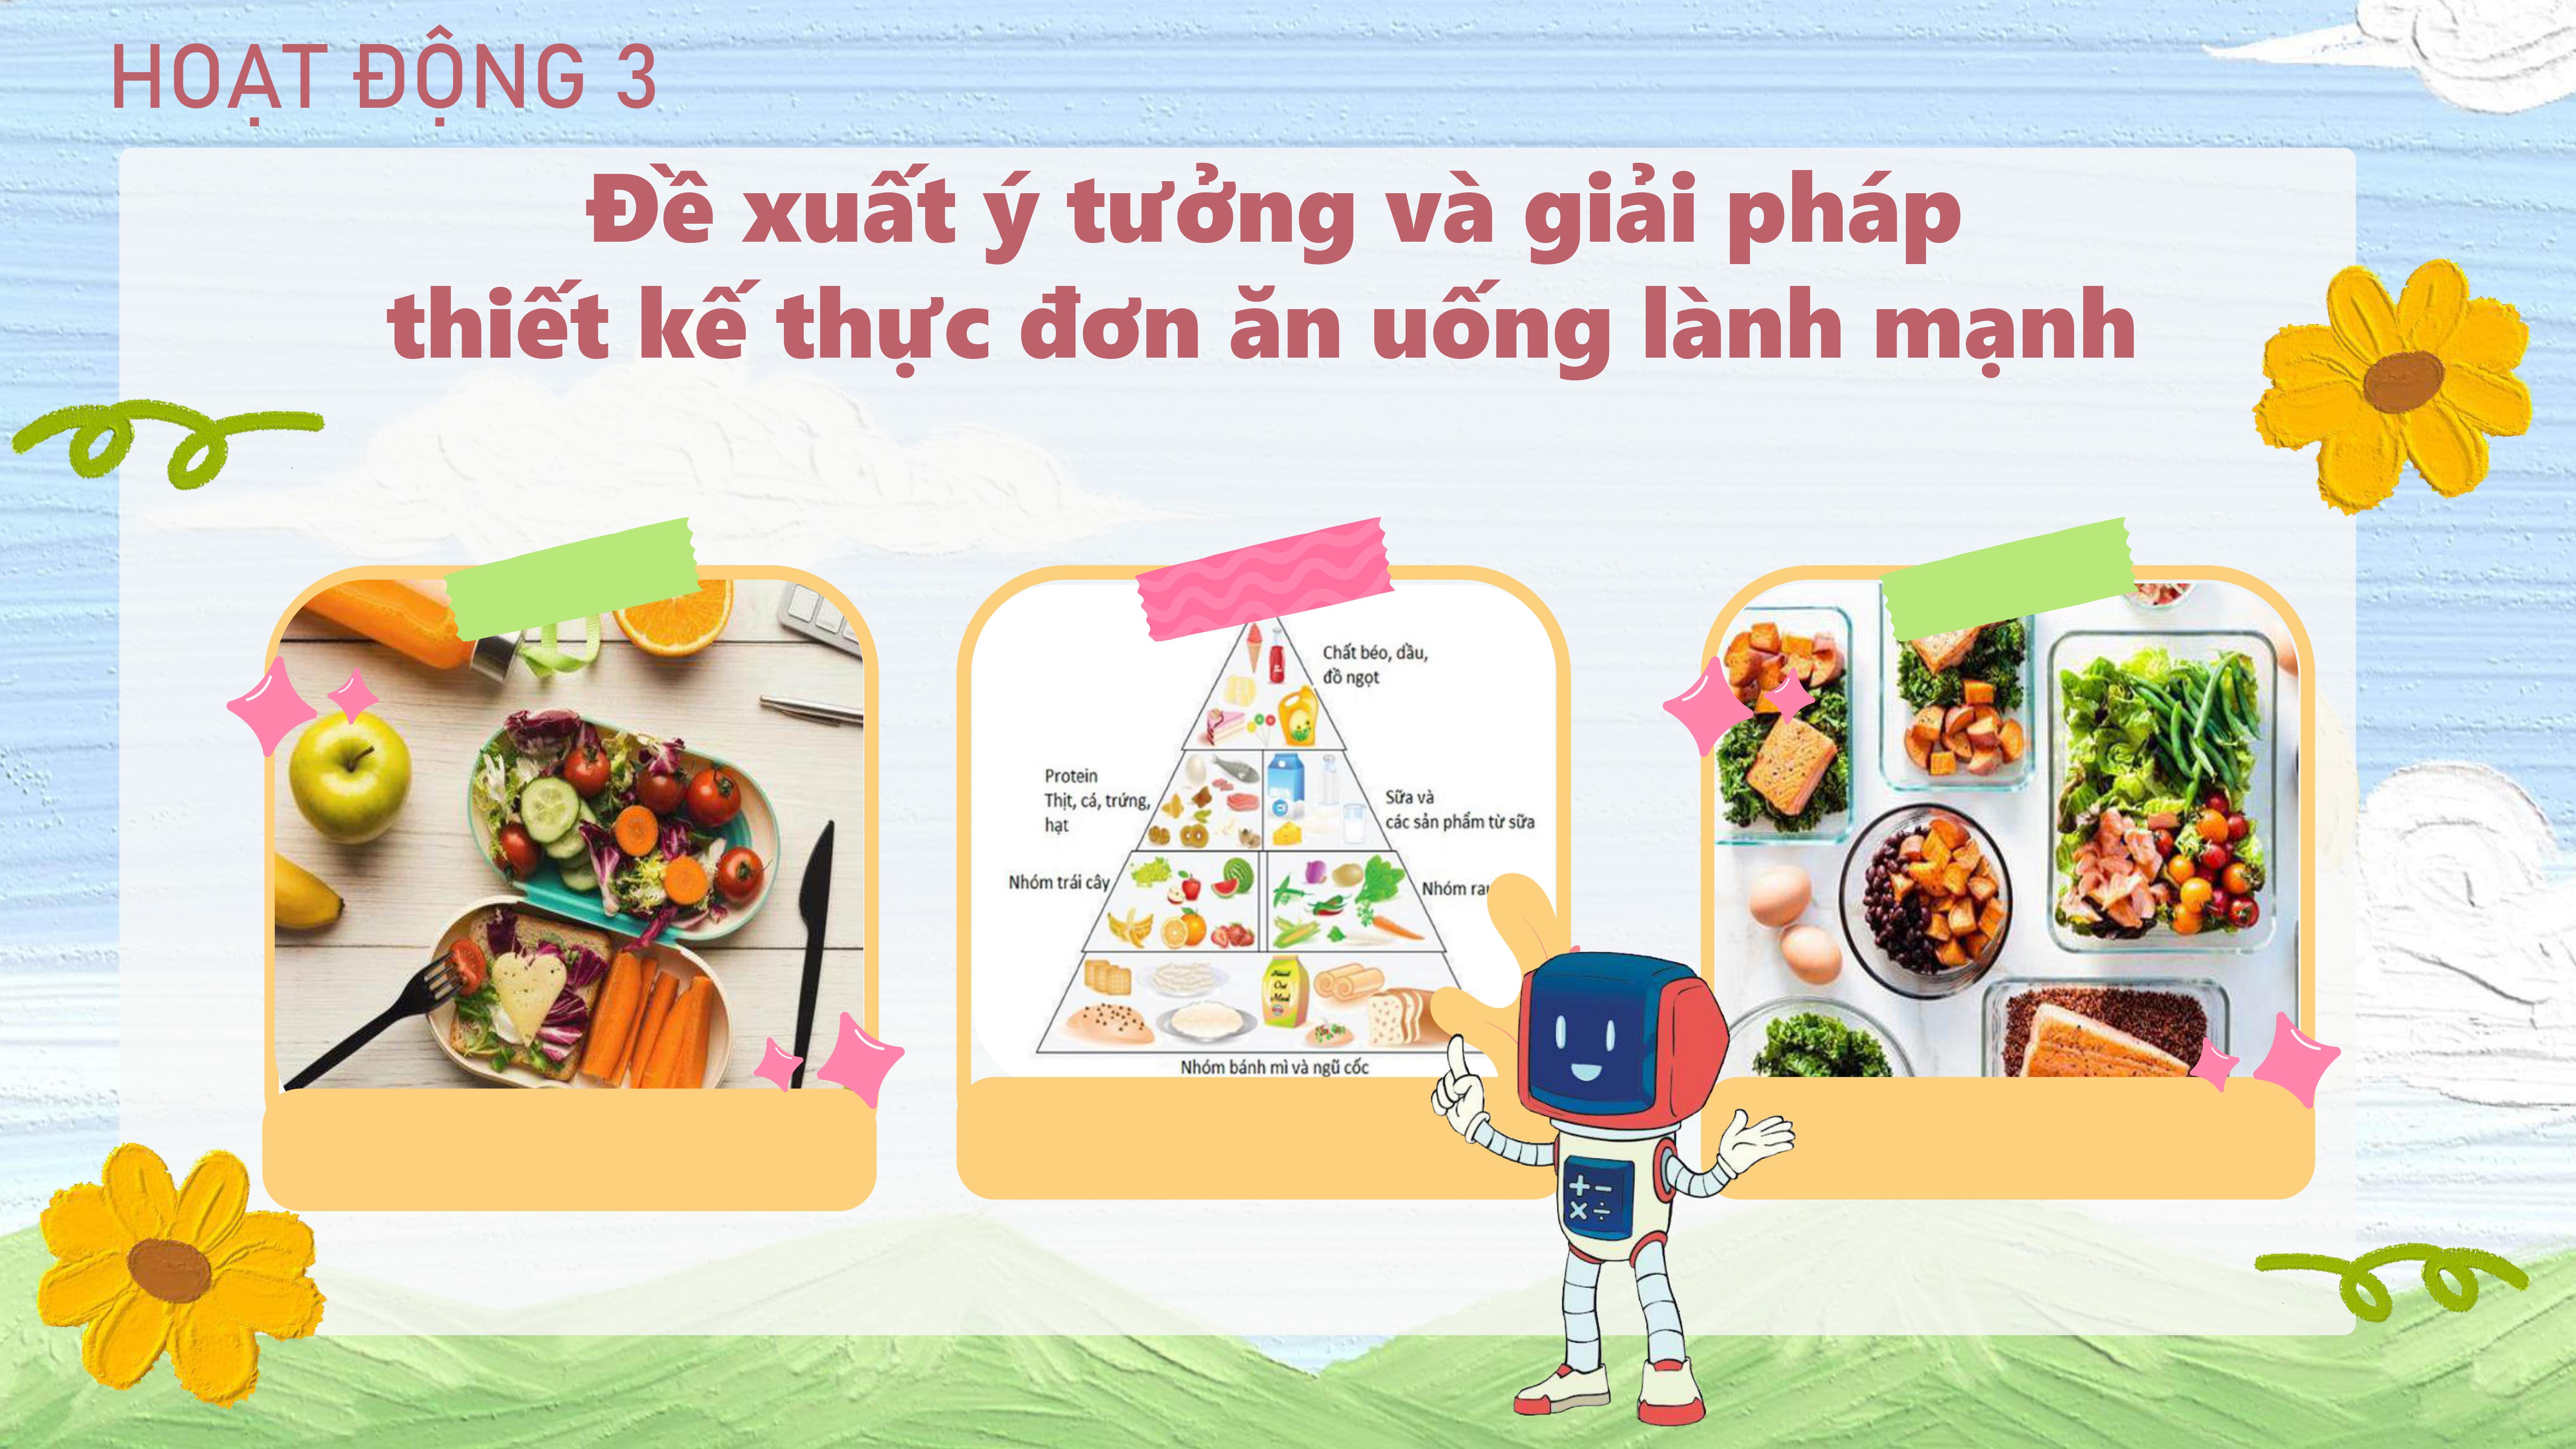 HOẠT ĐỘNG 3
Đề xuất ý tưởng và giải pháp
thiết kế thực đơn ăn uống lành mạnh
Chất béo, dầu,
đồ ngọt
Protein
Thịt, cá, trứng,
hạt
Sữa và
các sản phẩm từ sữa
Nhóm trái cây
Nhóm
Nhóm bánh mì và ngũ cốc